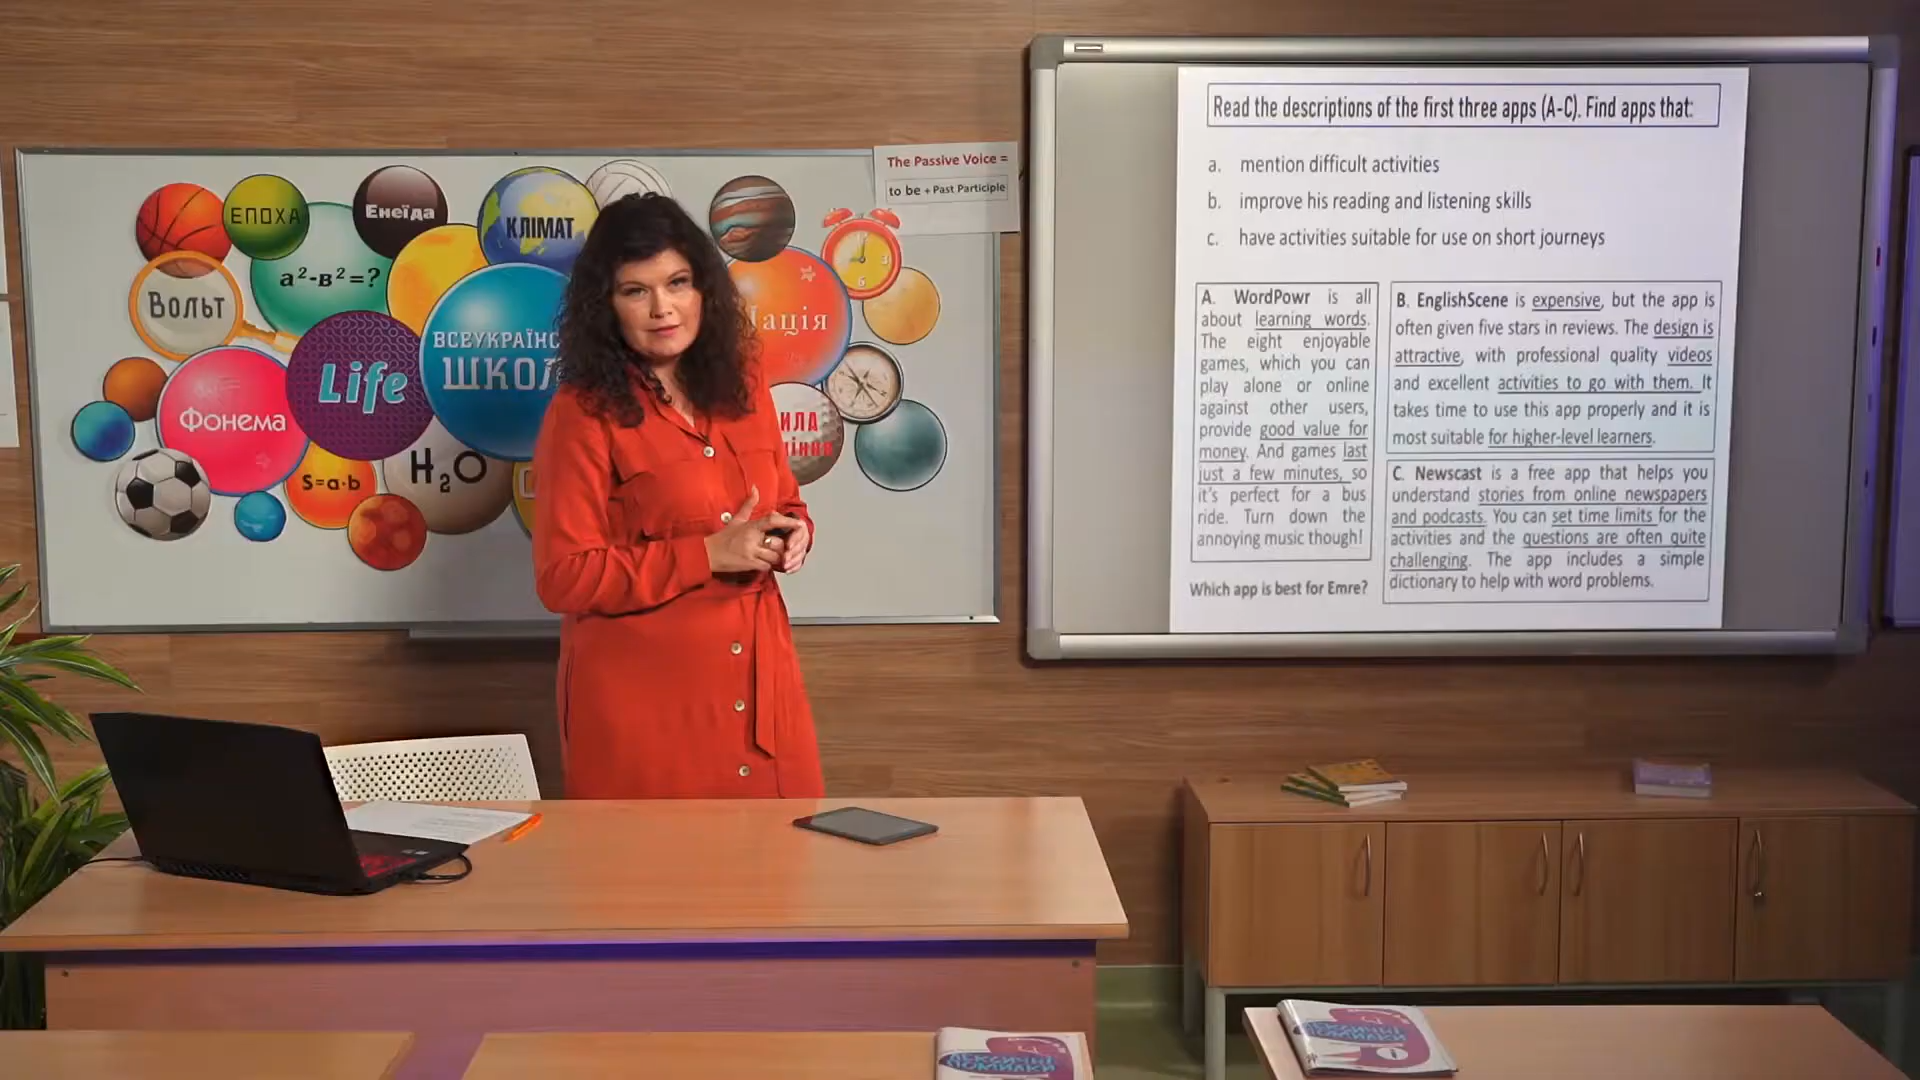 ЕПОХА
Енеїда
КЛІМАТ
a²-в²=?
Вольт
ВСЕУКРАЇНС
ШКОЛ
Life
Фонема
H₂O
S=a·b
The Passive Voice =
to be + Past Participle
Read the descriptions of the first three apps (A-C). Find apps that:
a. mention difficult activities
b. improve his reading and listening skills
c. have activities suitable for use on short journeys
A. WordPowr is all
about learning words.
The eight enjoyable
games, which you can
play alone or online
against other users,
provide good value for
money. And games last
just a few minutes, so
it's perfect for a bus
ride. Turn down the
annoying music though!
Which app is best for Emre?
B. EnglishScene is expensive, but the app is
often given five stars in reviews. The design is
attractive, with professional quality videos
and excellent activities to go with them. It
takes time to use this app properly and it is
most suitable for higher-level learners.
C. Newscast is a free app that helps you
understand stories from online newspapers
and podcasts. You can set time limits for the
activities and the questions are often quite
challenging. The app includes a simple
dictionary to help with word problems.
ЛЕКСИЧНІ
ПОМИЛКИ
ЛЕКСИЧНІ
ПОМИЛКИ